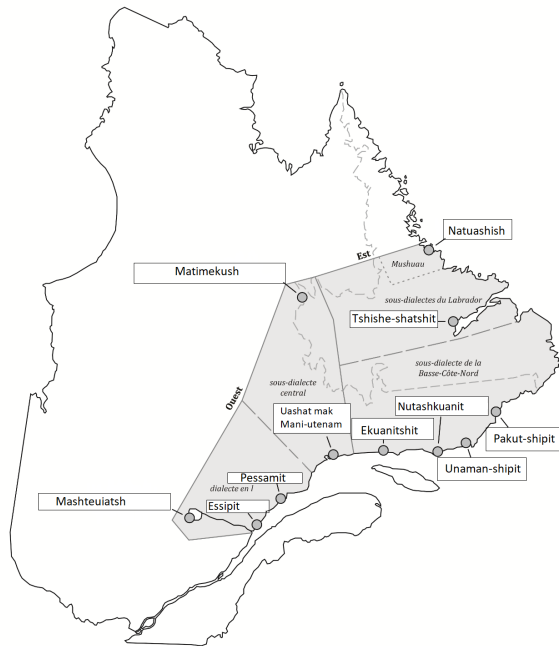 Natuashish
Est
Mushuau
Matimekush
sous-dialectes du Labrador
Tshishe-shatshit
sous-dialecte de la
Basse-Côte-Nord
sous-dialecte
central
Ouest
Nutashkuanit
Uashat mak
Mani-utenam
Ekuanitshit
Pakut-shipit
Unaman-shipit
Pessamit
dialecte en l
Mashteuiatsh
Essipit